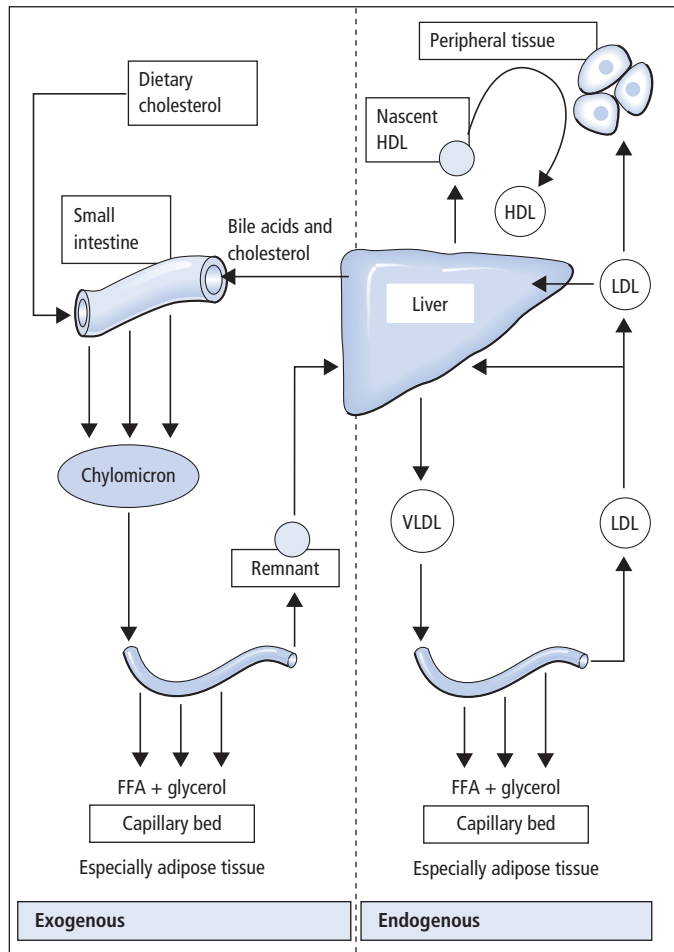 Peripheral tissue
Dietary
cholesterol
Nascent
HDL
Small
intestine
Bile acids and
cholesterol
HDL
LDL
Liver
Chylomicron
VLDL
LDL
Remnant
FFA + glycerol
Capillary bed
Especially adipose tissue
FFA + glycerol
Capillary bed
Especially adipose tissue
Exogenous
Endogenous